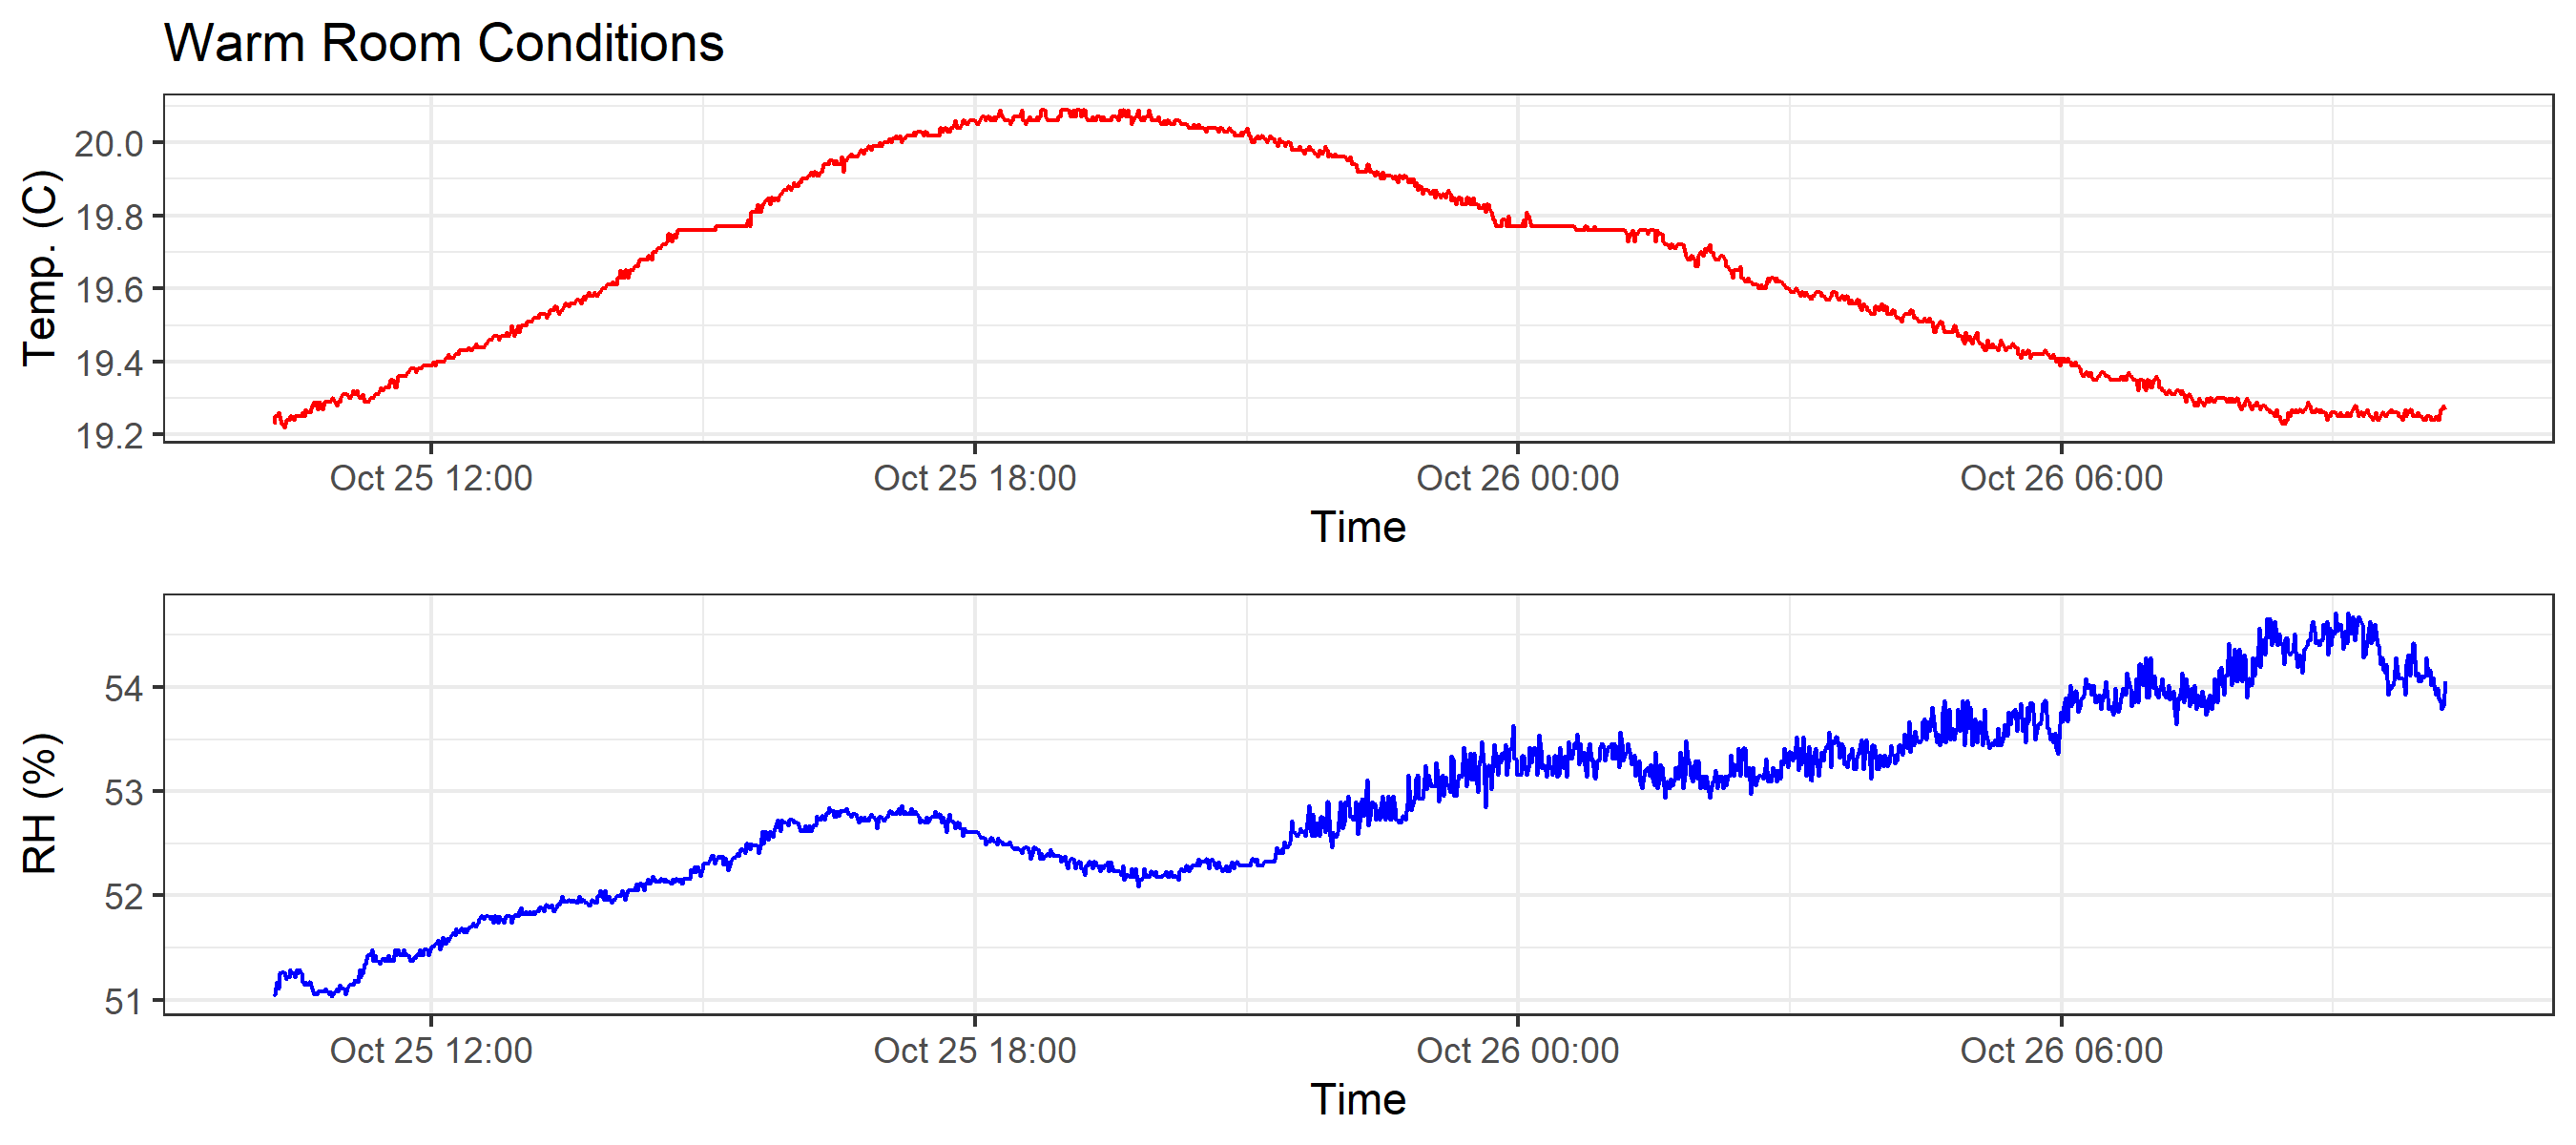 Warm Room Conditions
Temp. (C)
20.0
19.8
19.6
19.4
19.2
Oct 25 12:00 Oct 25 18:00 Oct 26 00:00 Oct 26 06:00
Time
RH (%)
54
53
52
51
Oct 25 12:00 Oct 25 18:00 Oct 26 00:00 Oct 26 06:00
Time